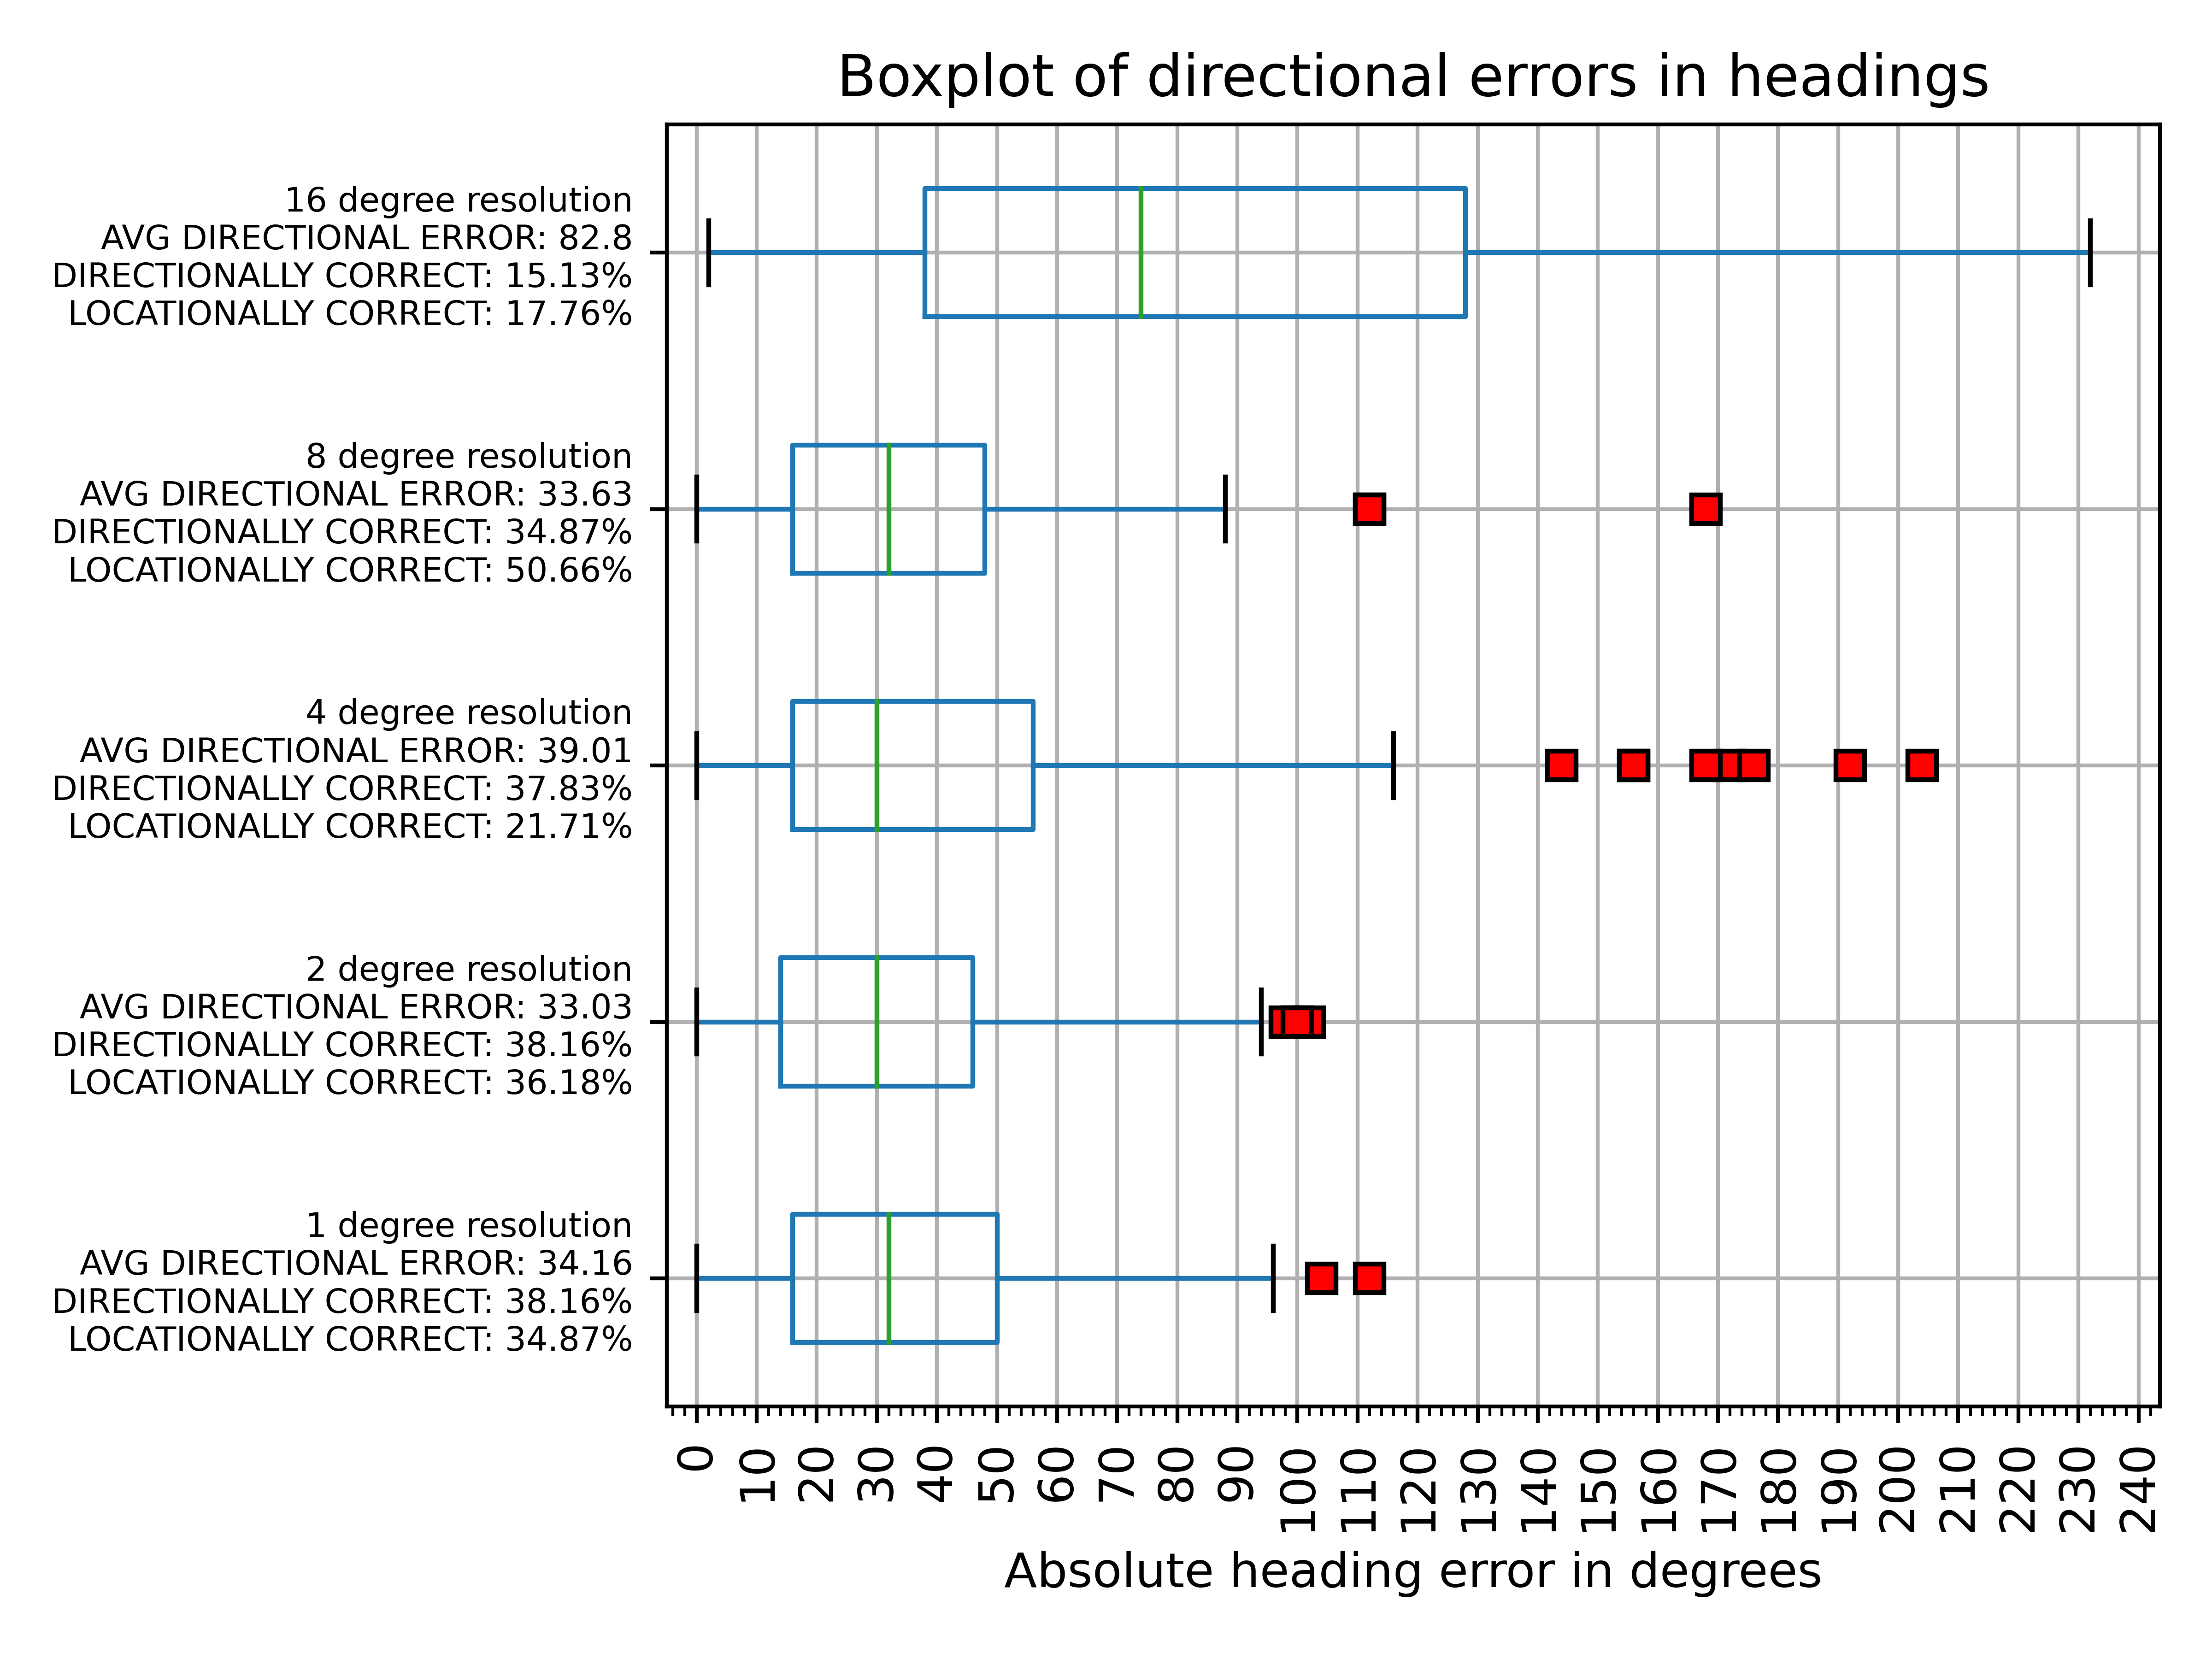 Boxplot of directional errors in headings
16 degree resolution
AVG DIRECTIONAL ERROR: 82.8
DIRECTIONALLY CORRECT: 15.13%
LOCATIONALLY CORRECT: 17.76%
8 degree resolution
AVG DIRECTIONAL ERROR: 33.63
DIRECTIONALLY CORRECT: 34.87%
LOCATIONALLY CORRECT: 50.66%
4 degree resolution
AVG DIRECTIONAL ERROR: 39.01
DIRECTIONALLY CORRECT: 37.83%
LOCATIONALLY CORRECT: 21.71%
2 degree resolution
AVG DIRECTIONAL ERROR: 33.03
DIRECTIONALLY CORRECT: 38.16%
LOCATIONALLY CORRECT: 36.18%
1 degree resolution
AVG DIRECTIONAL ERROR: 34.16
DIRECTIONALLY CORRECT: 38.16%
LOCATIONALLY CORRECT: 34.87%
0 10 20 30 40 50 60 70 80 90 100 110 120 130 140 150 160 170 180 190 200 210 220 230 240
Absolute heading error in degrees